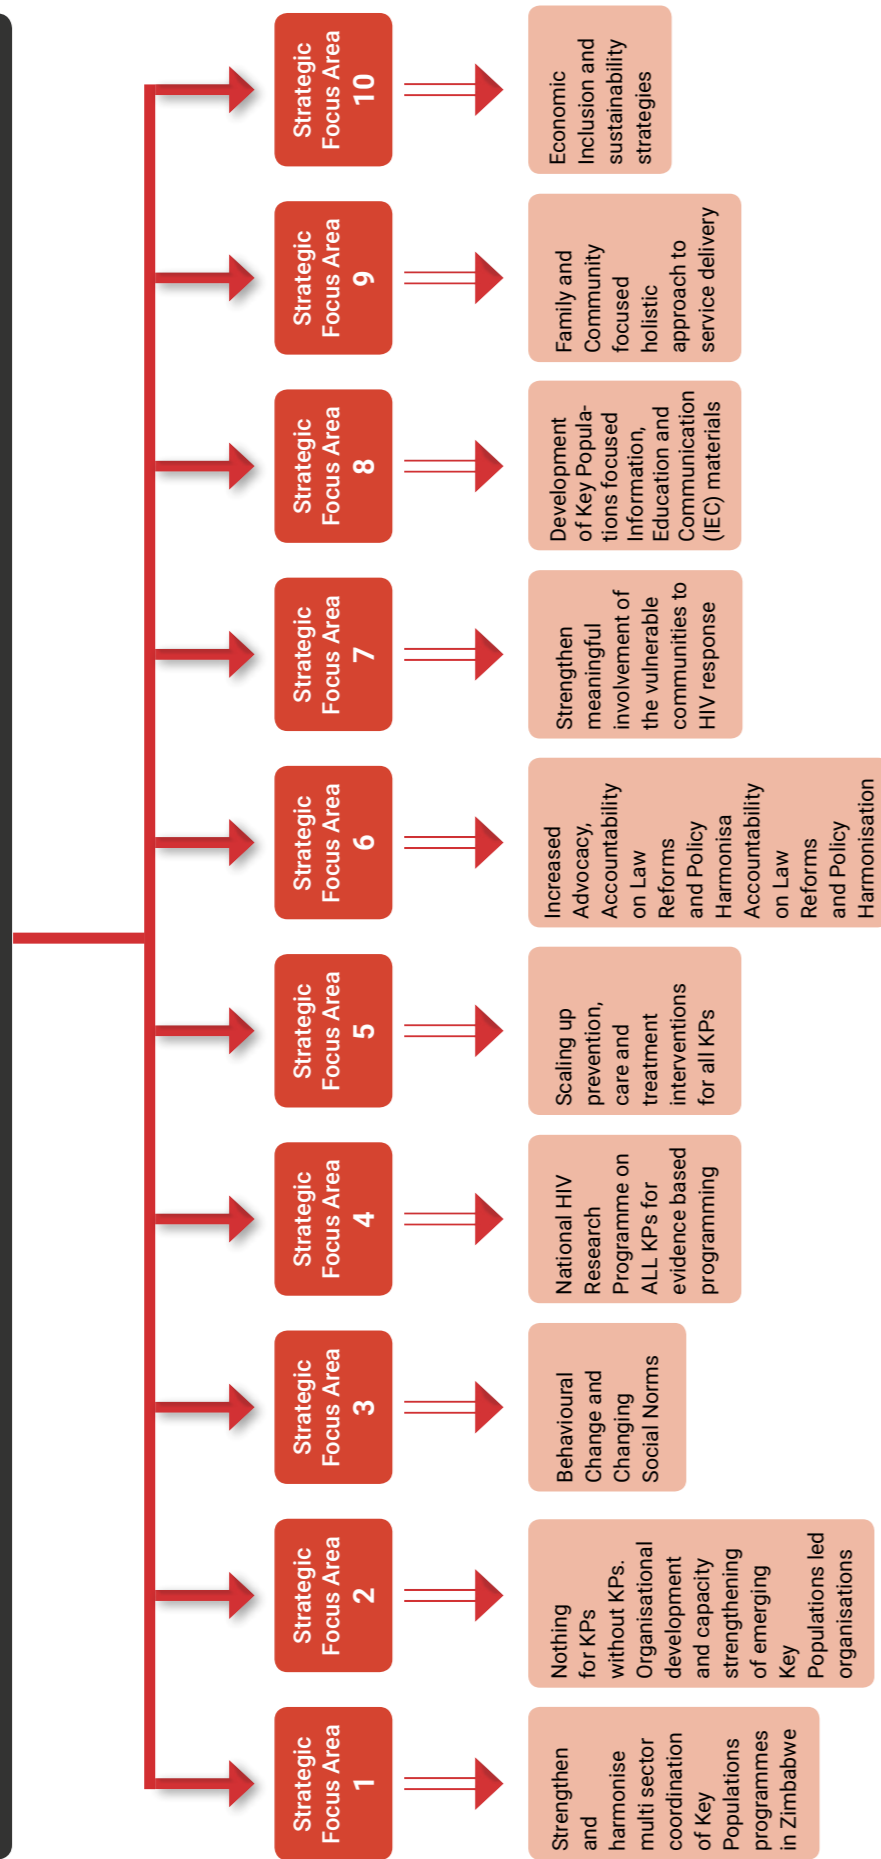 Strategic
Focus Area
1
Strengthen
and
harmonise
multi sector
coordination
of Key
Populations
programmes
in Zimbabwe
Strategic
Focus Area
2
Nothing
for KPs
without KPs.
Organisational
development
and capacity
strengthening
of emerging
Key
Populations led
organisations
Strategic
Focus Area
3
Behavioural
Change and
Changing
Social Norms
Strategic
Focus Area
4
National HIV
Research
Programme on
ALL KPs for
evidence based
programming
Strategic
Focus Area
5
Scaling up
prevention,
care and
treatment
interventions
for all KPs
Strategic
Focus Area
6
Increased
Advocacy,
Accountability
on Law
Reforms
and Policy
Harmonisa
Accountability
on Law
Reforms
and Policy
Harmonisation
Strategic
Focus Area
7
Strengthen
meaningful
involvement of
the vulnerable
communities to
HIV response
Strategic
Focus Area
8
Development
of Key Popula-
tions focused
Information,
Education and
Communication
(IEC) materials
Strategic
Focus Area
9
Family and
Community
focused
holistic
approach to
service delivery
Strategic
Focus Area
10
Economic
Inclusion and
sustainability
strategies